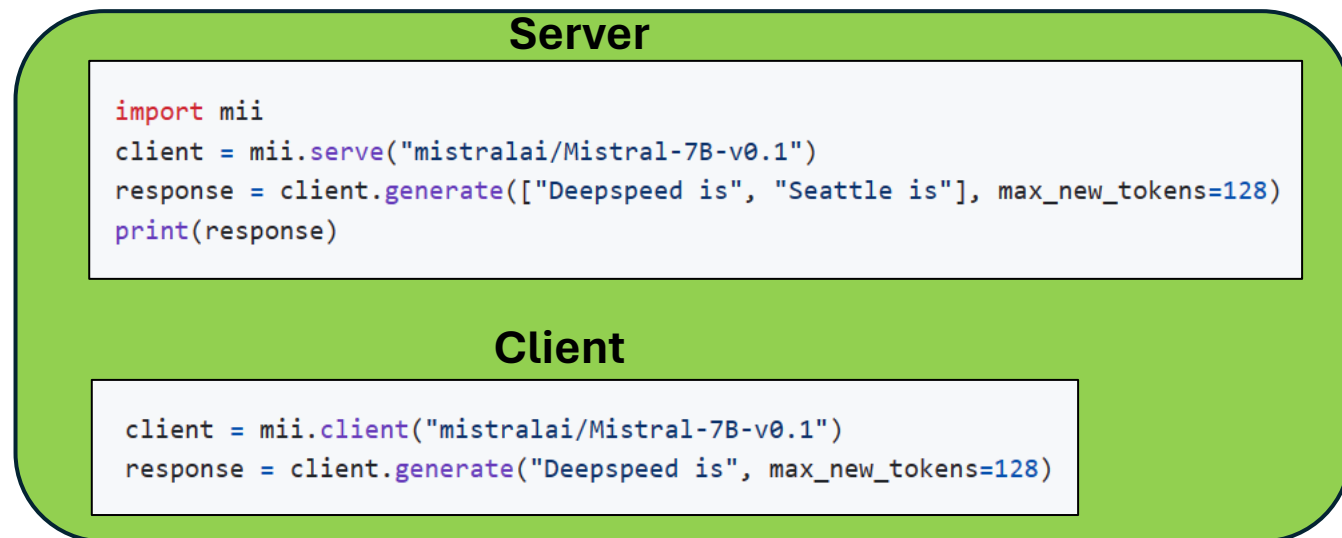 Server
import mii
client = mii.serve("mistralai/Mistral-7B-v0.1")
response = client.generate(["Deepspeed is", "Seattle is"], max_new_tokens=128)
print(response)
Client
client = mii.client("mistralai/Mistral-7B-v0.1")
response = client.generate("Deepspeed is", max_new_tokens=128)